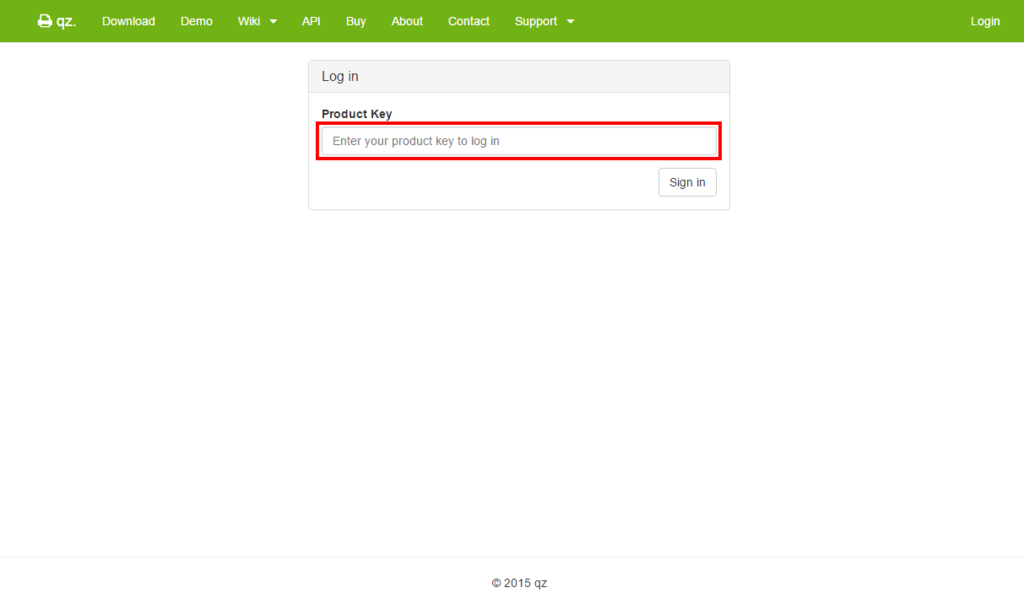 qz. Download Demo Wiki API Buy About Contact Support Login
Log in
Product Key
Enter your product key to log in
Sign in
© 2015 qz